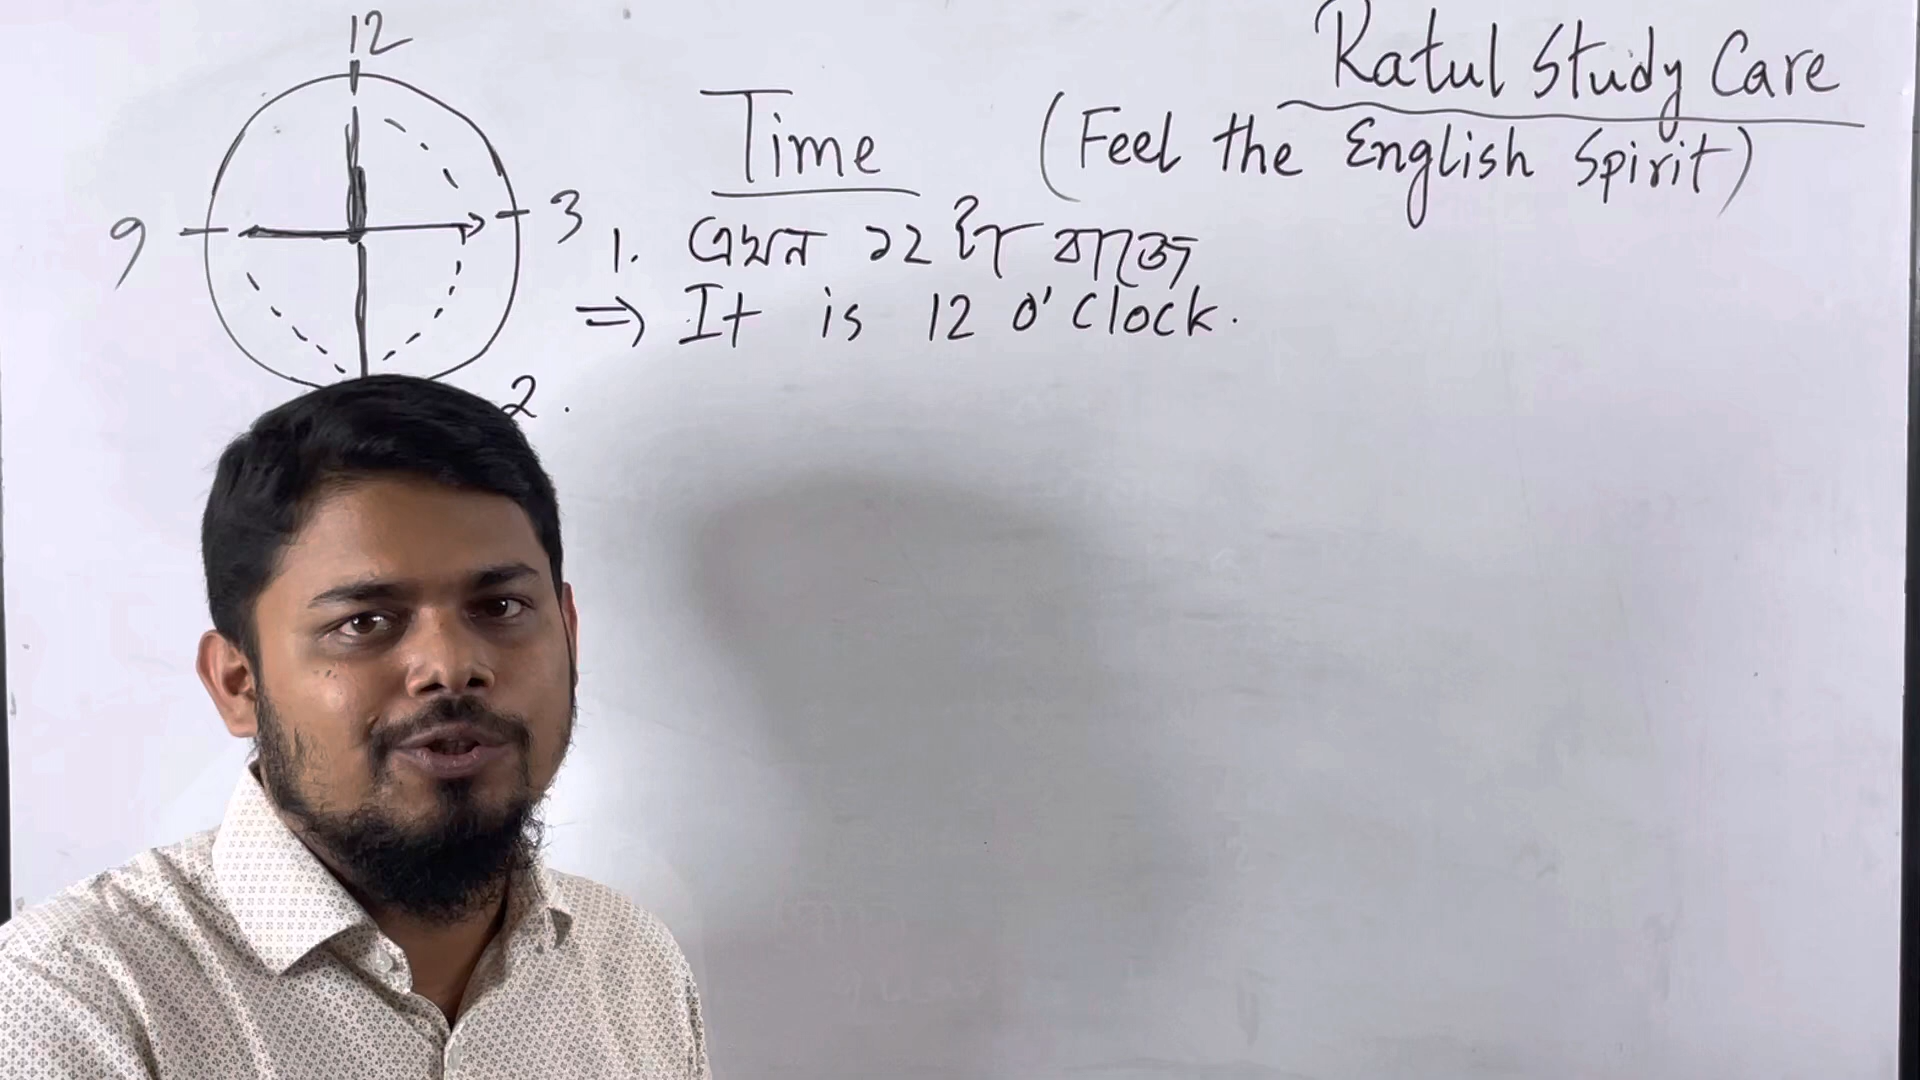 Ratul Study Care
Time (Feel the English Spirit)
12
9
3
1. এখন ১২ টা বাজে
⇒ It is 12 O'Clock.
2.